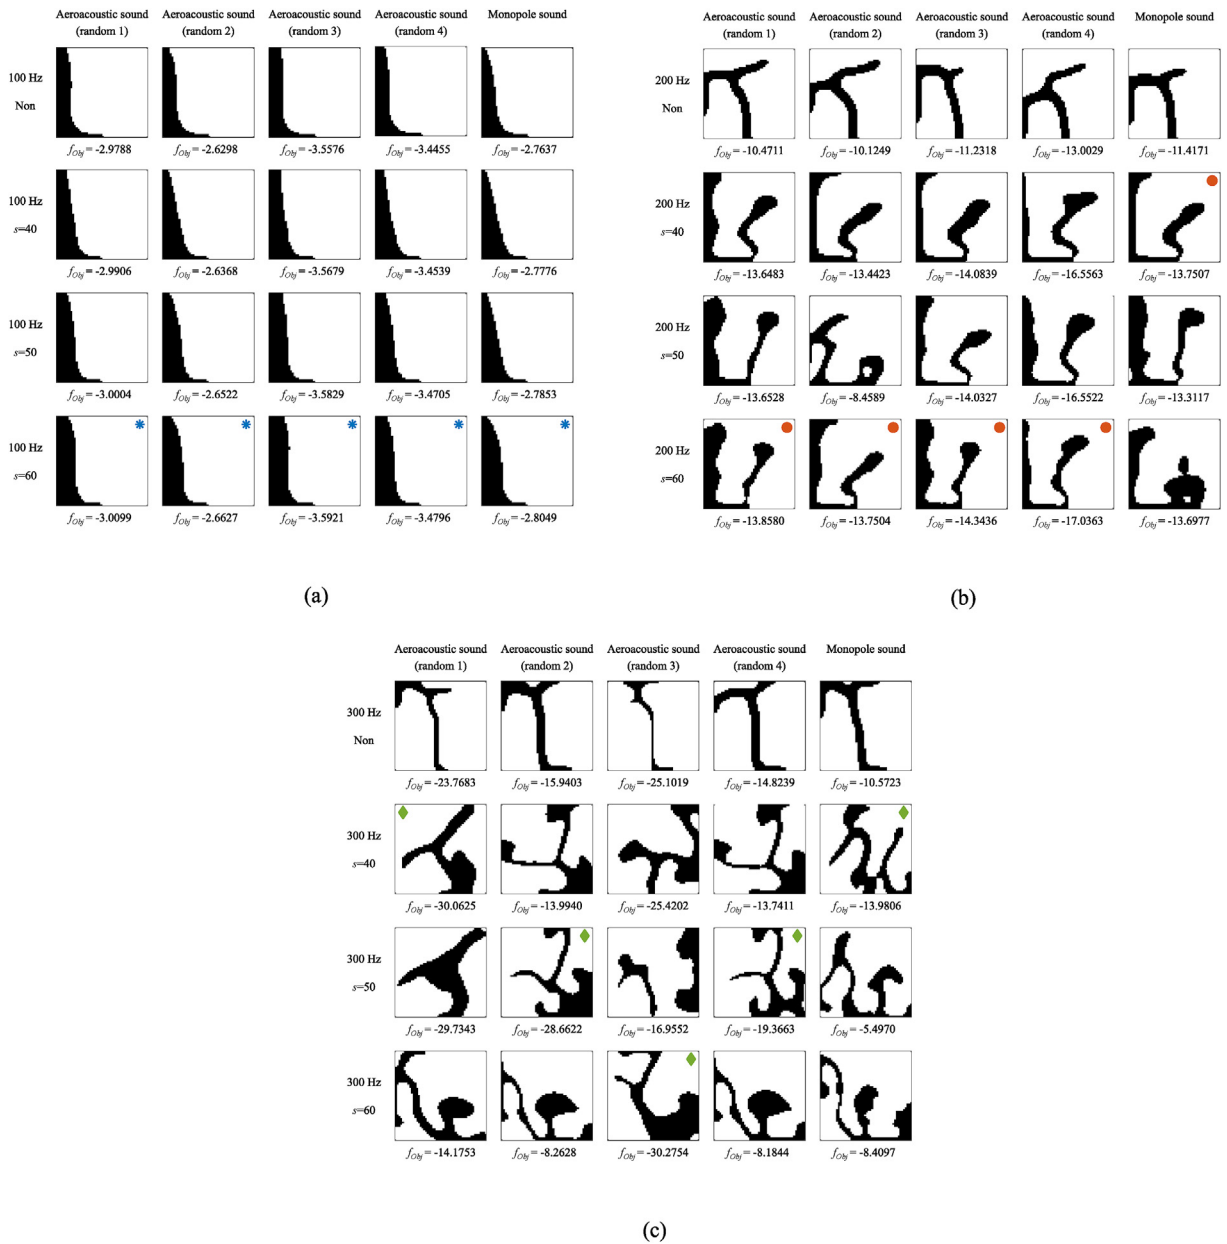 Aeroacoustic sound (random 1) Aeroacoustic sound (random 2) Aeroacoustic sound (random 3) Aeroacoustic sound (random 4) Monopole sound
100 Hz
Non
fObj = -2.9788 fObj = -2.6298 fObj = -3.5576 fObj = -3.4455 fObj = -2.7637
100 Hz
s=40
fObj = -2.9906 fObj = -2.6368 fObj = -3.5679 fObj = -3.4539 fObj = -2.7776
100 Hz
s=50
fObj = -3.0004 fObj = -2.6522 fObj = -3.5829 fObj = -3.4705 fObj = -2.7853
100 Hz
s=60
fObj = -3.0099 fObj = -2.6627 fObj = -3.5921 fObj = -3.4796 fObj = -2.8049
(a)
Aeroacoustic sound (random 1) Aeroacoustic sound (random 2) Aeroacoustic sound (random 3) Aeroacoustic sound (random 4) Monopole sound
200 Hz
Non
fObj = -10.4711 fObj = -10.1249 fObj = -11.2318 fObj = -13.0029 fObj = -11.4171
200 Hz
s=40
fObj = -13.6483 fObj = -13.4423 fObj = -14.0839 fObj = -16.5563 fObj = -13.7507
200 Hz
s=50
fObj = -13.6528 fObj = -8.4589 fObj = -14.0327 fObj = -16.5522 fObj = -13.3117
200 Hz
s=60
fObj = -13.8580 fObj = -13.7504 fObj = -14.3436 fObj = -17.0363 fObj = -13.6977
(b)
Aeroacoustic sound (random 1) Aeroacoustic sound (random 2) Aeroacoustic sound (random 3) Aeroacoustic sound (random 4) Monopole sound
300 Hz
Non
fObj = -23.7683 fObj = -15.9403 fObj = -25.1019 fObj = -14.8239 fObj = -10.5723
300 Hz
s=40
fObj = -30.0625 fObj = -13.9940 fObj = -25.4202 fObj = -13.7411 fObj = -13.9806
300 Hz
s=50
fObj = -29.7343 fObj = -28.6622 fObj = -16.9552 fObj = -19.3663 fObj = -5.4970
300 Hz
s=60
fObj = -14.1753 fObj = -8.2628 fObj = -30.2754 fObj = -8.1844 fObj = -8.4097
(c)